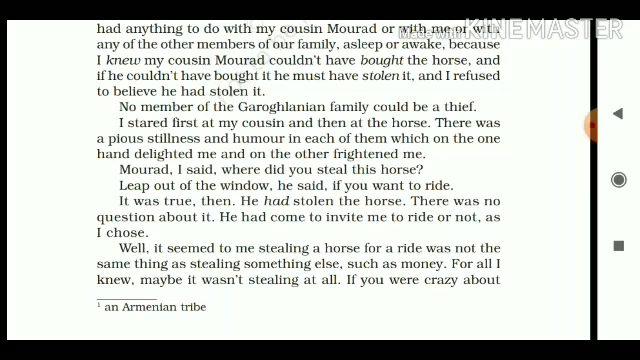 had anything to do with my cousin Mourad or with me or with
Made with KINEMASTER
any of the other members of our family, asleep or awake, because
I knew my cousin Mourad couldn't have bought the horse, and
if he couldn't have bought it he must have stolen it, and I refused
to believe he had stolen it.
No member of the Garoghlanian family could be a thief.
I stared first at my cousin and then at the horse. There was
a pious stillness and humour in each of them which on the one
hand delighted me and on the other frightened me.
Mourad, I said, where did you steal this horse?
Leap out of the window, he said, if you want to ride.
It was true, then. He had stolen the horse. There was no
question about it. He had come to invite me to ride or not, as
I chose.
Well, it seemed to me stealing a horse for a ride was not the
same thing as stealing something else, such as money. For all I
knew, maybe it wasn't stealing at all. If you were crazy about
1 an Armenian tribe